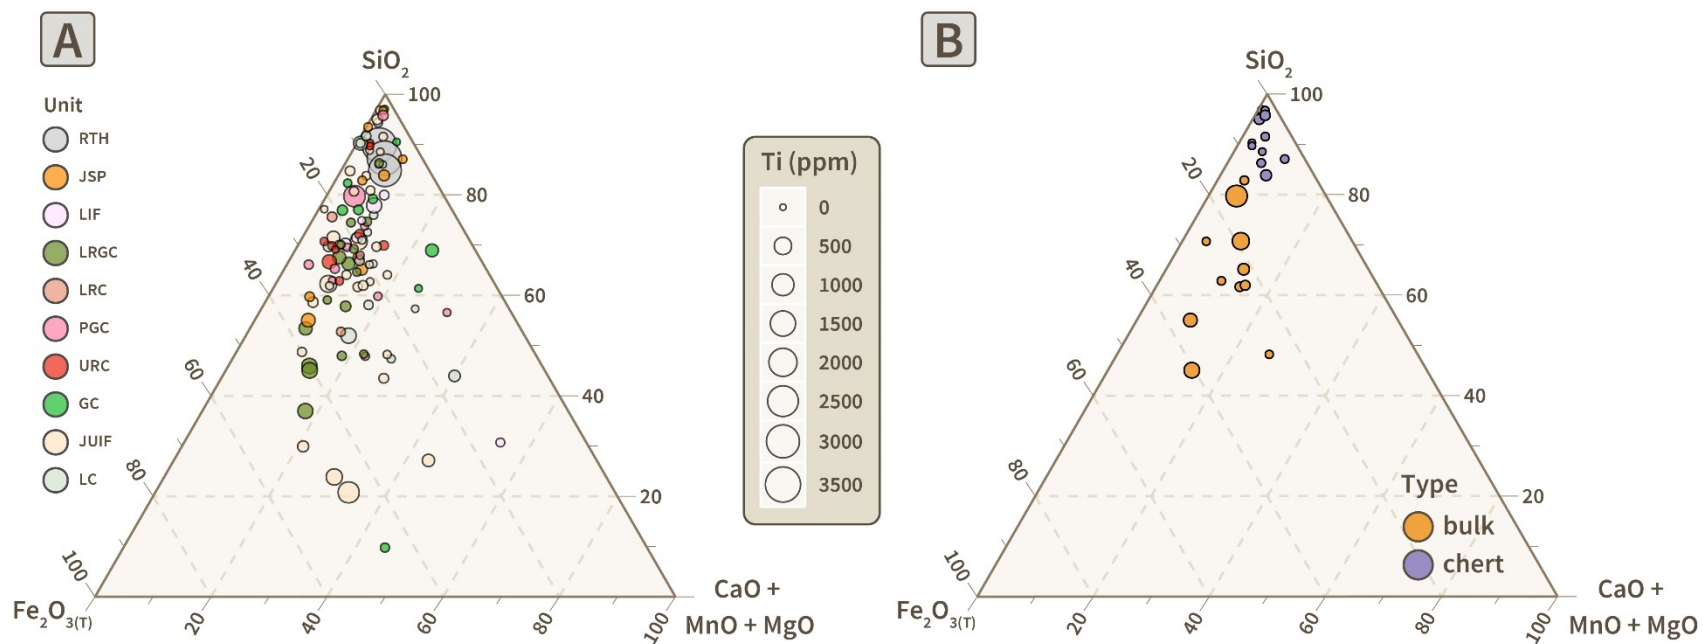 A
SiO2
100
Unit
RTH
JSP
LIF
LRGC
LRC
PGC
URC
GC
JUIF
LC
20
40
60
80
100
80
60
40
20
Fe2O3(T)
20
40
60
80
100
CaO +
MnO + MgO
Ti (ppm)
0
500
1000
1500
2000
2500
3000
3500
B
SiO2
100
20
40
60
80
100
80
60
40
20
Type
bulk
chert
Fe2O3(T)
20
40
60
80
100
CaO +
MnO + MgO